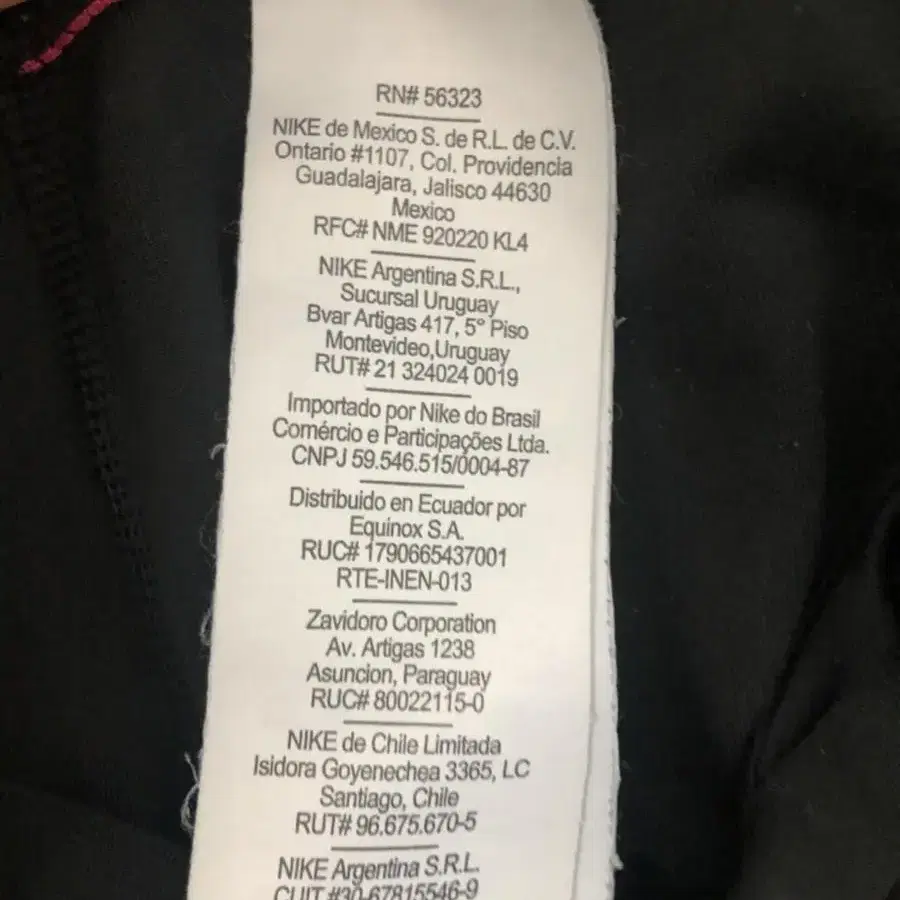 RN# 56323
NIKE de Mexico S. de R.L. de C.V.
Ontario #1107, Col. Providencia
Guadalajara, Jalisco 44630
Mexico
RFC# NME 920220 KL4
NIKE Argentina S.R.L.,
Sucursal Uruguay
Bvar Artigas 417, 5° Piso
Montevideo,Uruguay
RUT# 21 324024 0019
Importado por Nike do Brasil
Comércio e Participações Ltda.
CNPJ 59.546.515/0004-87
Distribuido en Ecuador por
Equinox S.A.
RUC# 1790665437001
RTE-INEN-013
Zavidoro Corporation
Av. Artigas 1238
Asuncion, Paraguay
RUC# 80022115-0
NIKE de Chile Limitada
Isidora Goyenechea 3365, LC
Santiago, Chile
RUT# 96.675.670-5
NIKE Argentina S.R.L.
CUIT #30-67815546-9